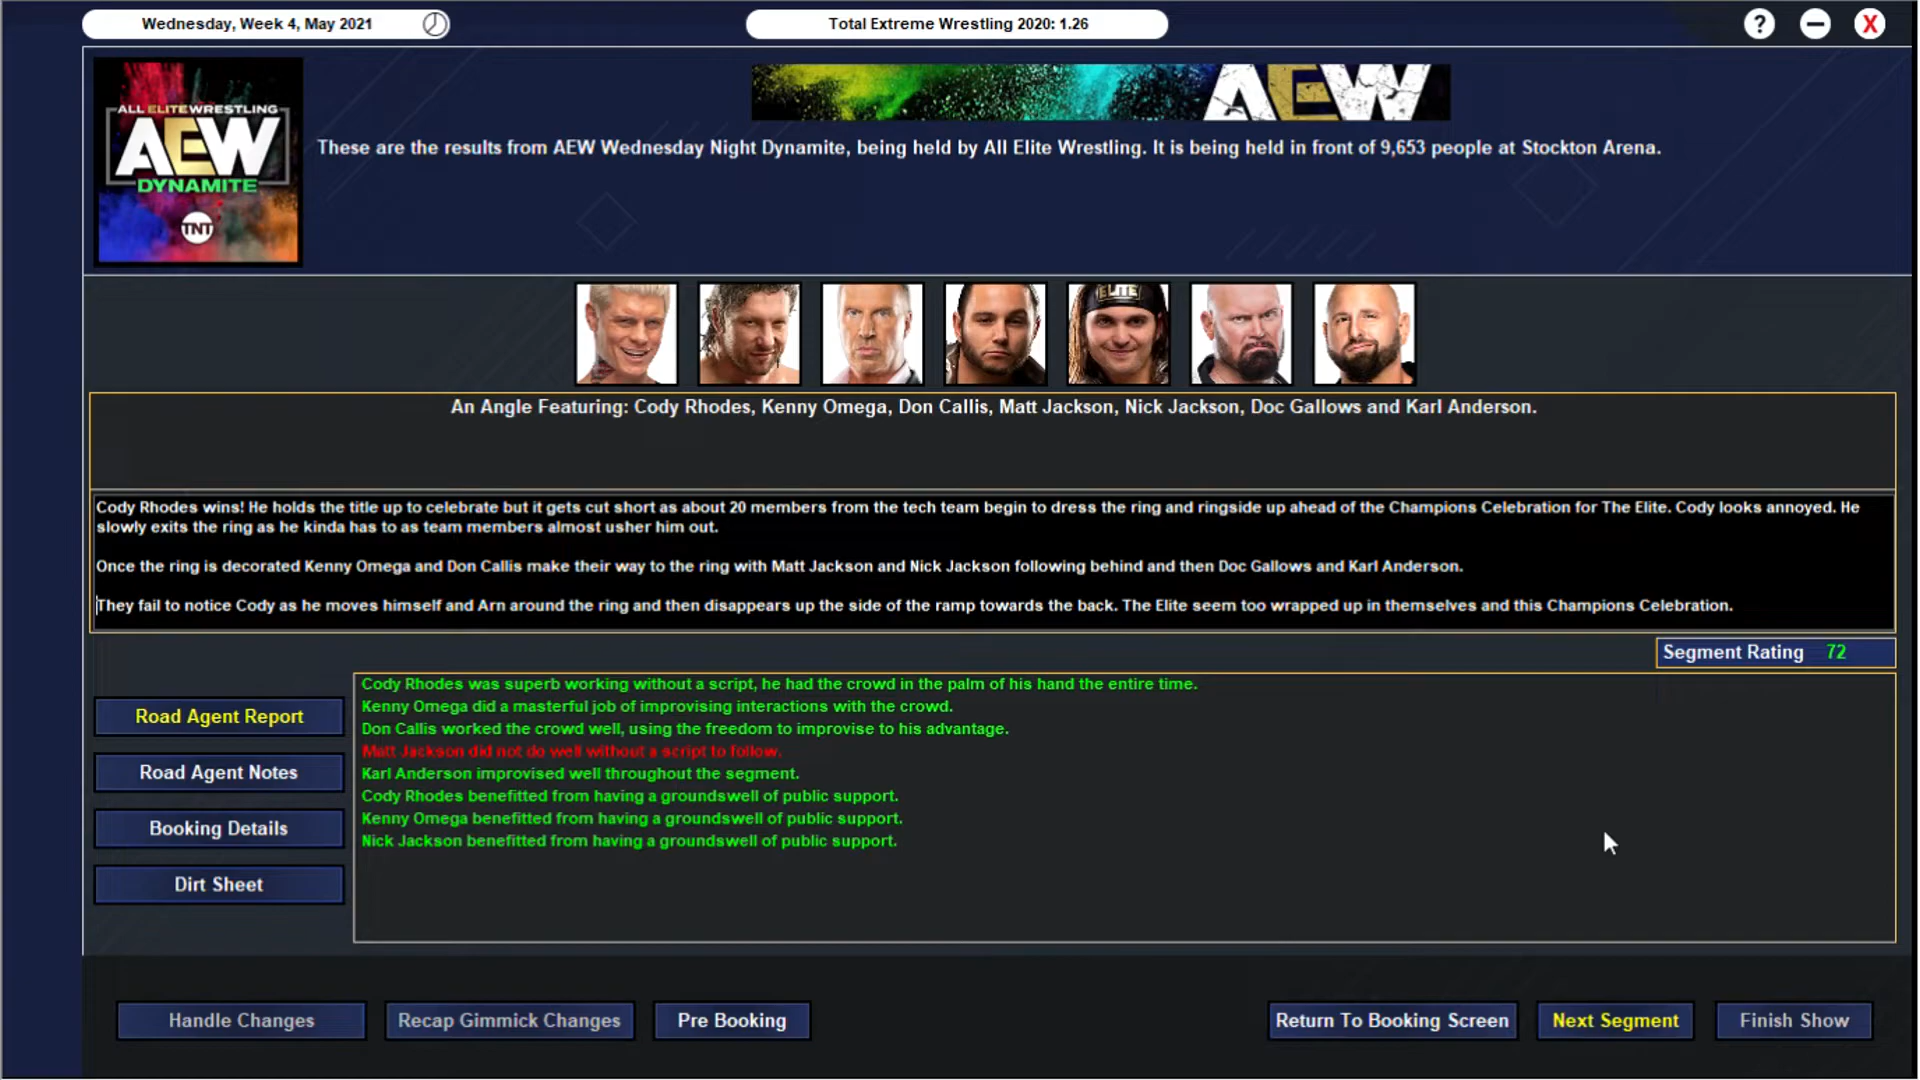 Wednesday, Week 4, May 2021
Total Extreme Wrestling 2020: 1.26
?
X
ALL ELITE WRESTLING
AEW
DYNAMITE
TNT
AEW
These are the results from AEW Wednesday Night Dynamite, being held by All Elite Wrestling. It is being held in front of 9,653 people at Stockton Arena.
ELITE
An Angle Featuring: Cody Rhodes, Kenny Omega, Don Callis, Matt Jackson, Nick Jackson, Doc Gallows and Karl Anderson.
Cody Rhodes wins! He holds the title up to celebrate but it gets cut short as about 20 members from the tech team begin to dress the ring and ringside up ahead of the Champions Celebration for The Elite. Cody looks annoyed. He
slowly exits the ring as he kinda has to as team members almost usher him out.
Once the ring is decorated Kenny Omega and Don Callis make their way to the ring with Matt Jackson and Nick Jackson following behind and then Doc Gallows and Karl Anderson.
They fail to notice Cody as he moves himself and Arn around the ring and then disappears up the side of the ramp towards the back. The Elite seem too wrapped up in themselves and this Champions Celebration.
Segment Rating 72
Road Agent Report
Road Agent Notes
Booking Details
Dirt Sheet
Cody Rhodes was superb working without a script, he had the crowd in the palm of his hand the entire time.
Kenny Omega did a masterful job of improvising interactions with the crowd.
Don Callis worked the crowd well, using the freedom to improvise to his advantage.
Matt Jackson did not do well without a script to follow.
Karl Anderson improvised well throughout the segment.
Cody Rhodes benefitted from having a groundswell of public support.
Kenny Omega benefitted from having a groundswell of public support.
Nick Jackson benefitted from having a groundswell of public support.
Handle Changes
Recap Gimmick Changes
Pre Booking
Return To Booking Screen
Next Segment
Finish Show